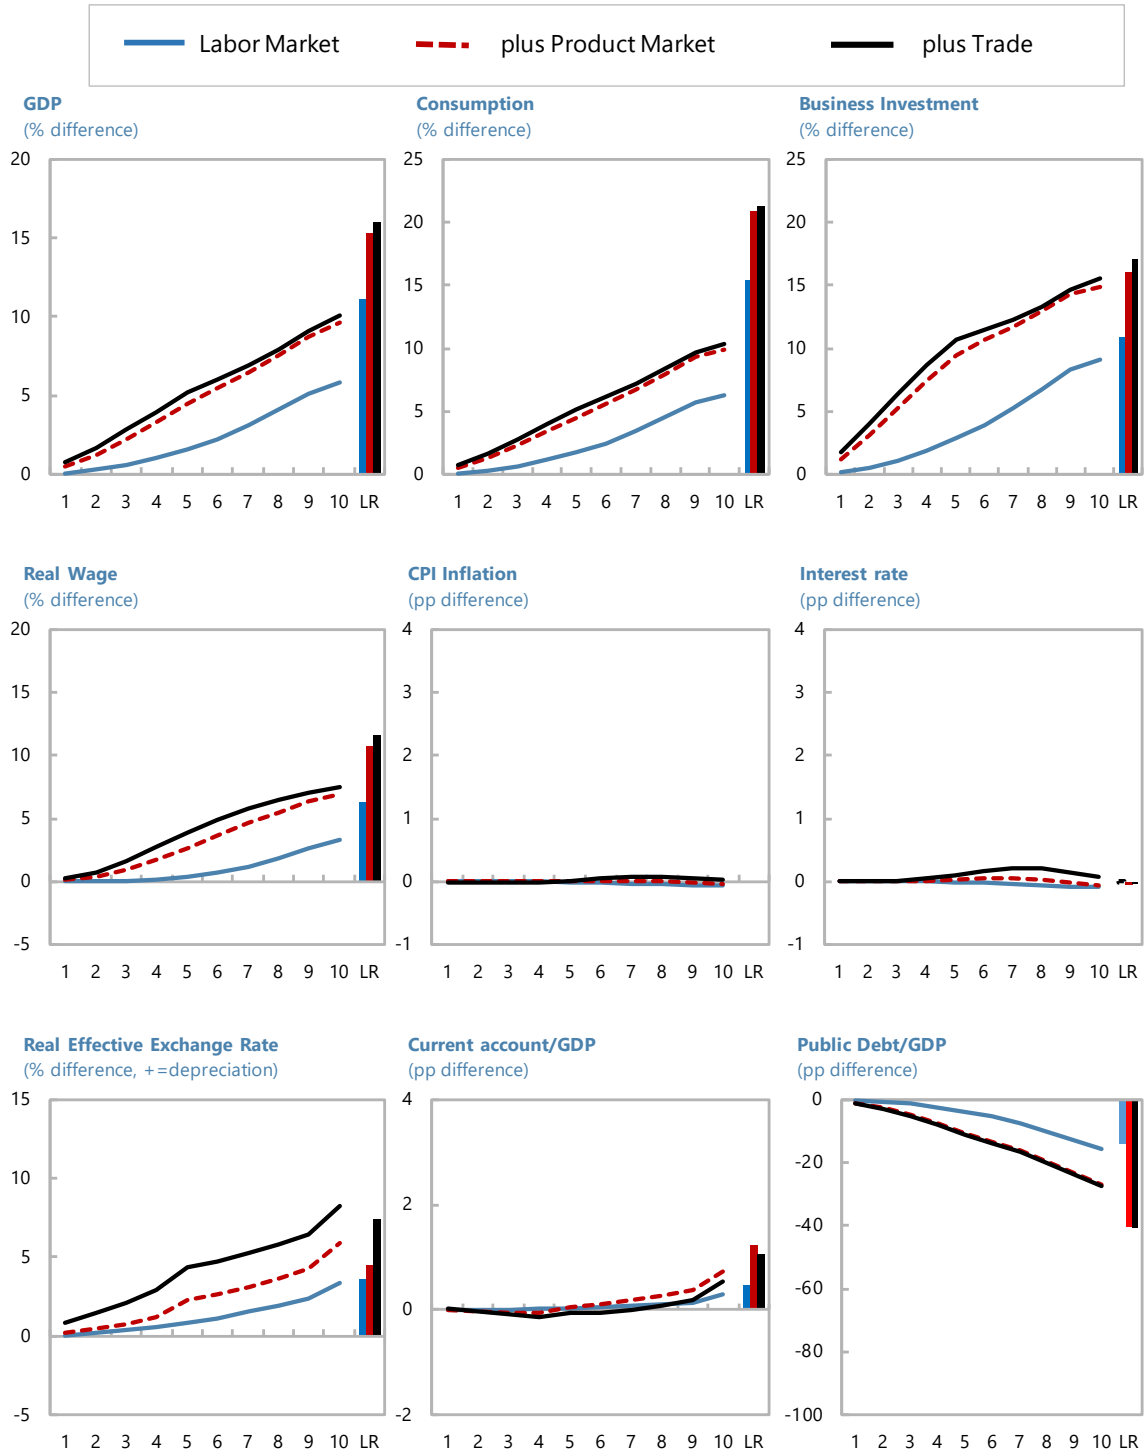 Labor Market plus Product Market plus Trade
GDP Consumption Business Investment
(% difference) (% difference) (% difference)
20 25 25
20 20
15
15 15
10
10 10
5
5 5
0 0 0
1 2 3 4 5 6 7 8 9 10 LR 1 2 3 4 5 6 7 8 9 10 LR 1 2 3 4 5 6 7 8 9 10 LR
Real Wage CPI Inflation Interest rate
(% difference) (pp difference) (pp difference)
20 4 4
15 3 3
10 2 2
5 1 1
0 0 0
-5 -1 -1
1 2 3 4 5 6 7 8 9 10 LR 1 2 3 4 5 6 7 8 9 10 LR 1 2 3 4 5 6 7 8 9 10 LR
Real Effective Exchange Rate Current account/GDP Public Debt/GDP
(% difference, +=depreciation) (pp difference) (pp difference)
15 4 0
-20
10
2
-40
5
0 -60
0
-80
-5 -2 -100
1 2 3 4 5 6 7 8 9 10 LR 1 2 3 4 5 6 7 8 9 10 LR 1 2 3 4 5 6 7 8 9 10 LR